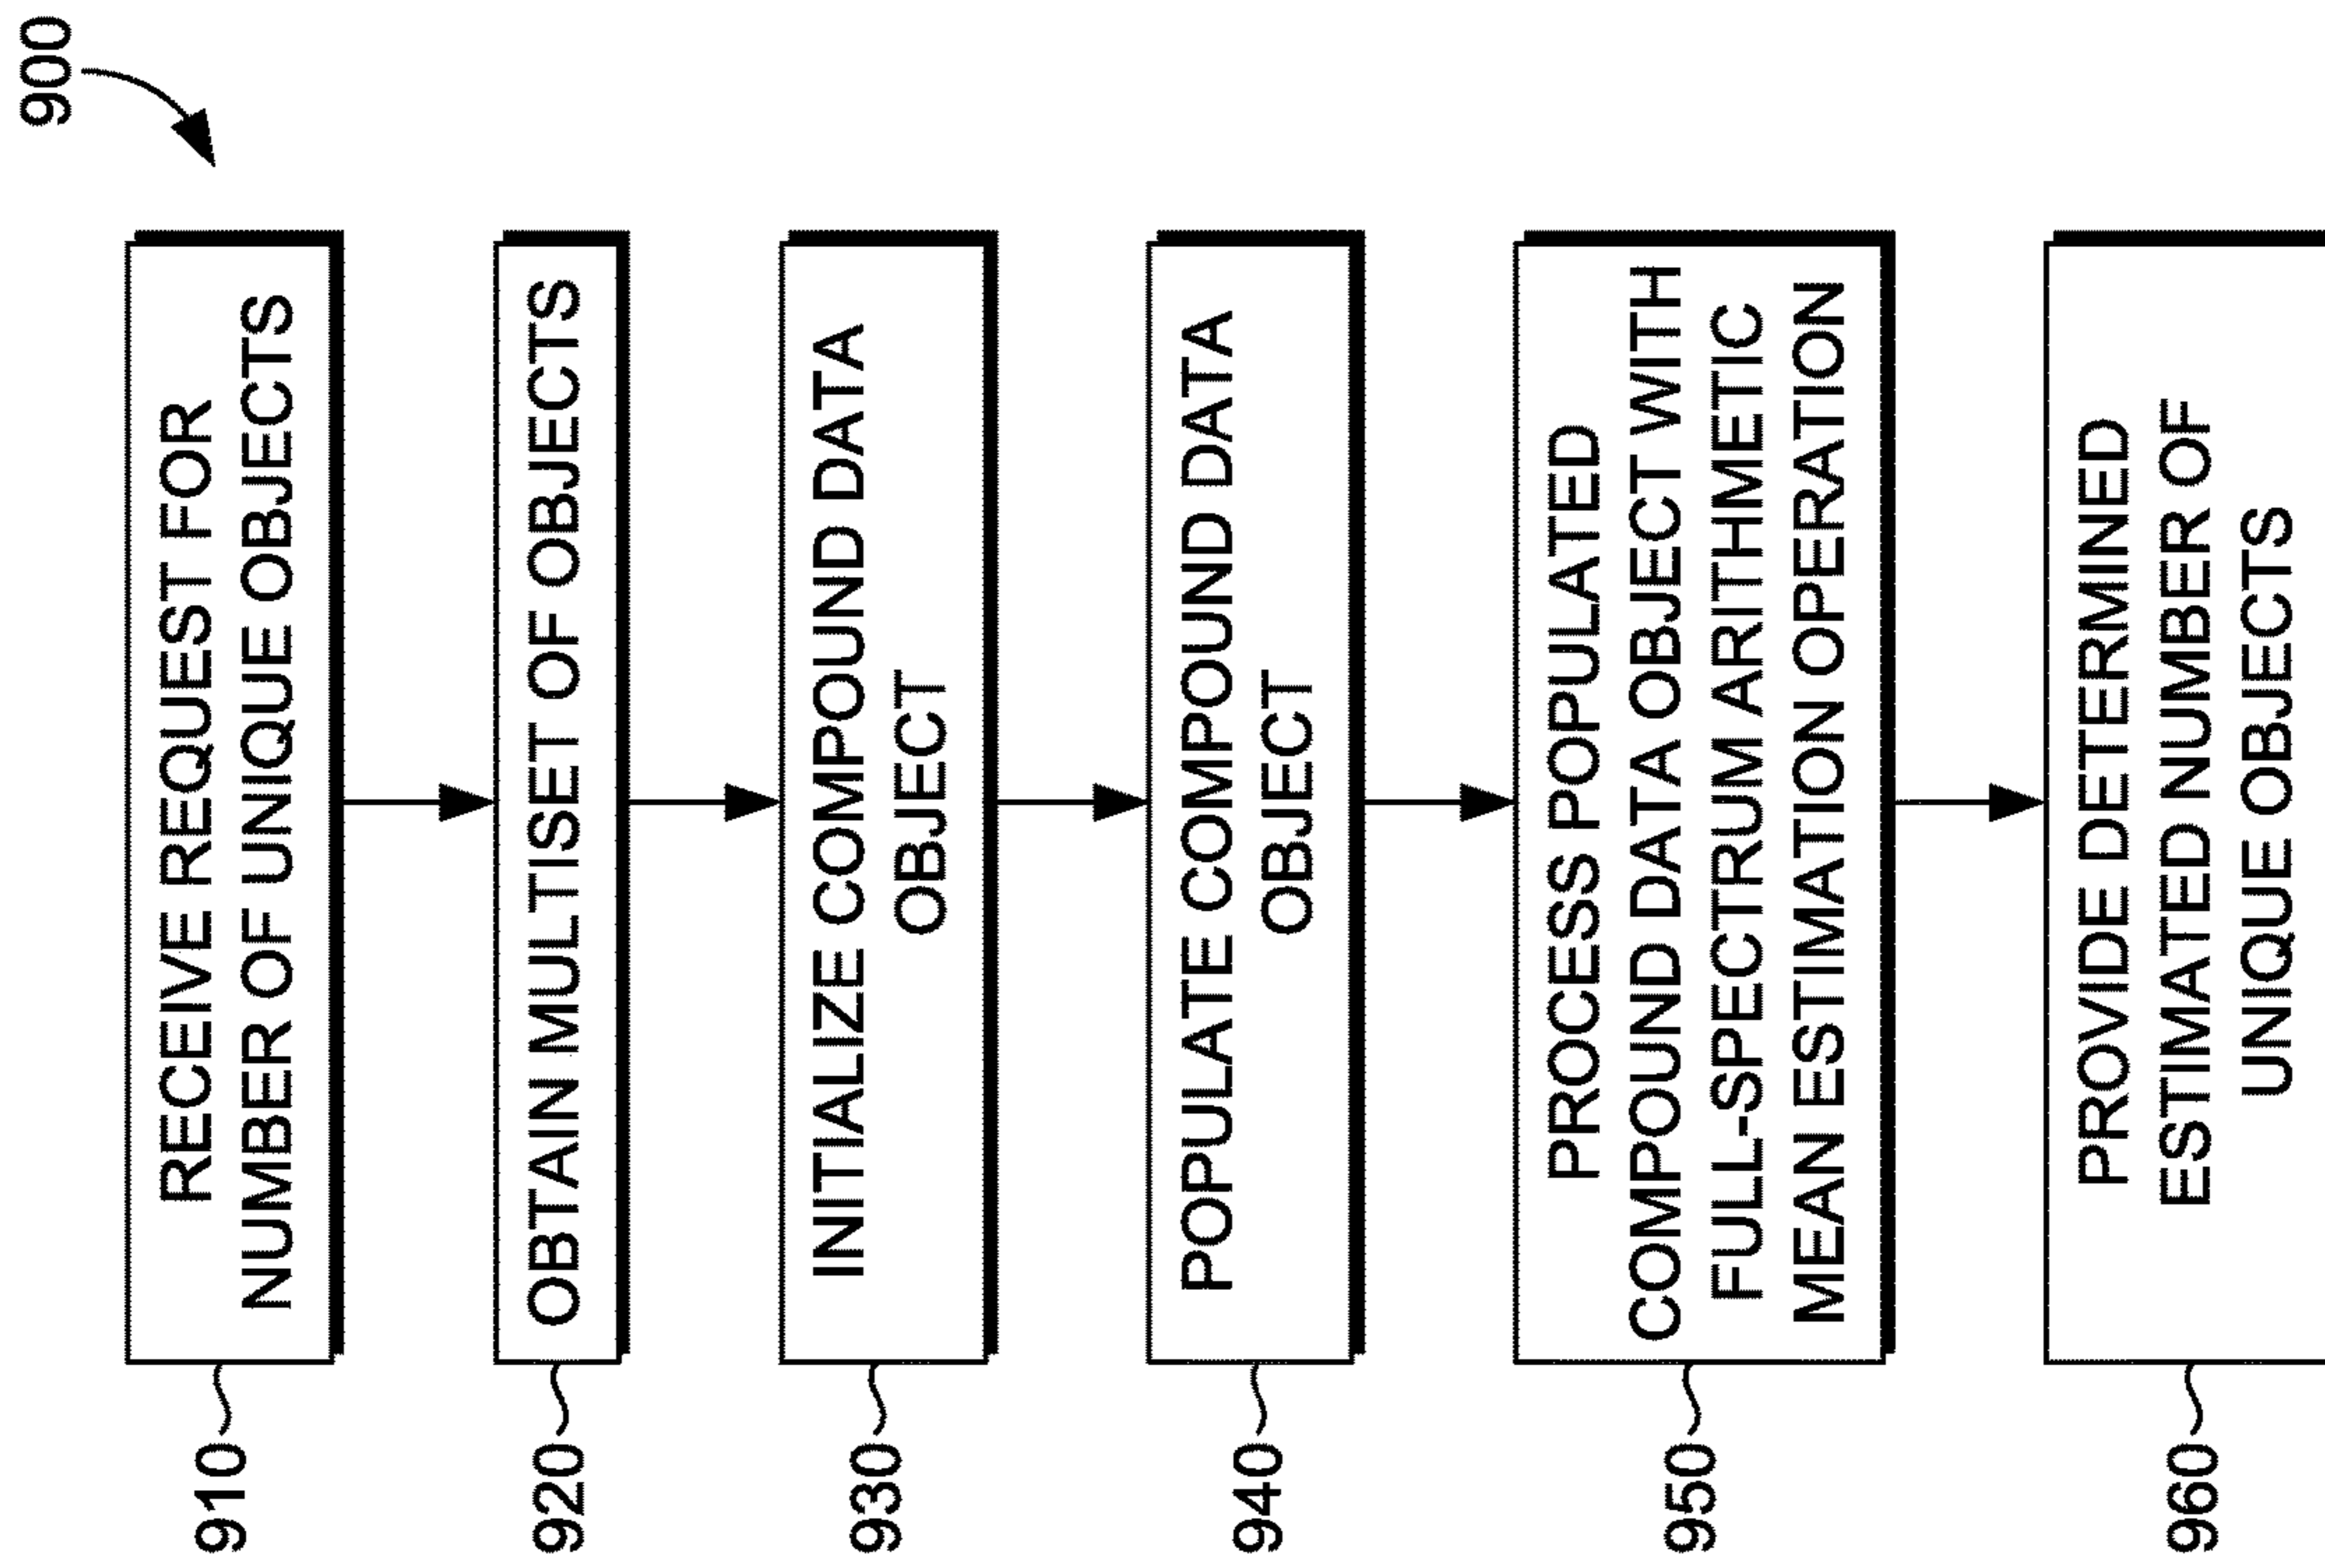 900
910
RECEIVE REQUEST FOR
NUMBER OF UNIQUE OBJECTS
920
OBTAIN MULTISET OF OBJECTS
930
INITIALIZE COMPOUND DATA
OBJECT
940
POPULATE COMPOUND DATA
OBJECT
950
PROCESS POPULATED
COMPOUND DATA OBJECT WITH
FULL-SPECTRUM ARITHMETIC
MEAN ESTIMATION OPERATION
960
PROVIDE DETERMINED
ESTIMATED NUMBER OF
UNIQUE OBJECTS